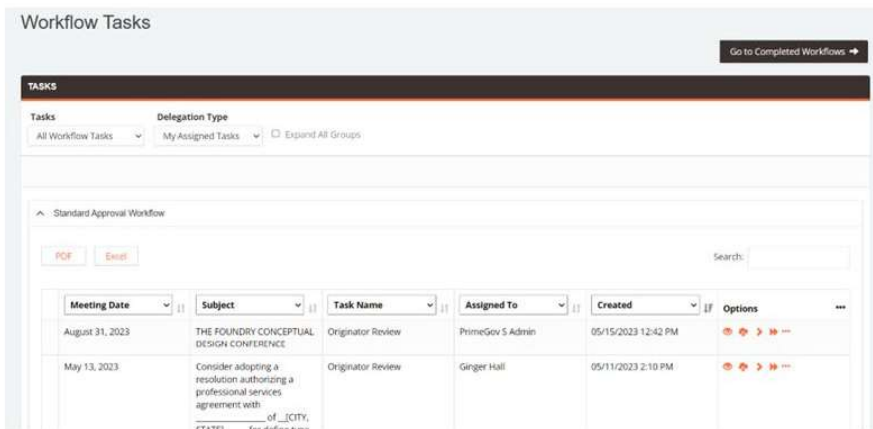 Workflow Tasks
Go to Completed Workflows
TASKS
Tasks
Delegation Type
All Workflow Tasks
My Assigned Tasks
Expand All Groups
Standard Approval Workflow
PDF
Excel
Search:
Meeting Date
Subject
Task Name
Assigned To
Created
Options
August 31, 2023
THE FOUNDRY CONCEPTUAL
DESIGN CONFERENCE
Originator Review
PrimeGov S Admin
05/15/2023 12:42 PM
May 13, 2023
Consider adopting a
resolution authorizing a
professional services
agreement with
of __[CITY,
Originator Review
Ginger Hall
05/11/2023 2:10 PM